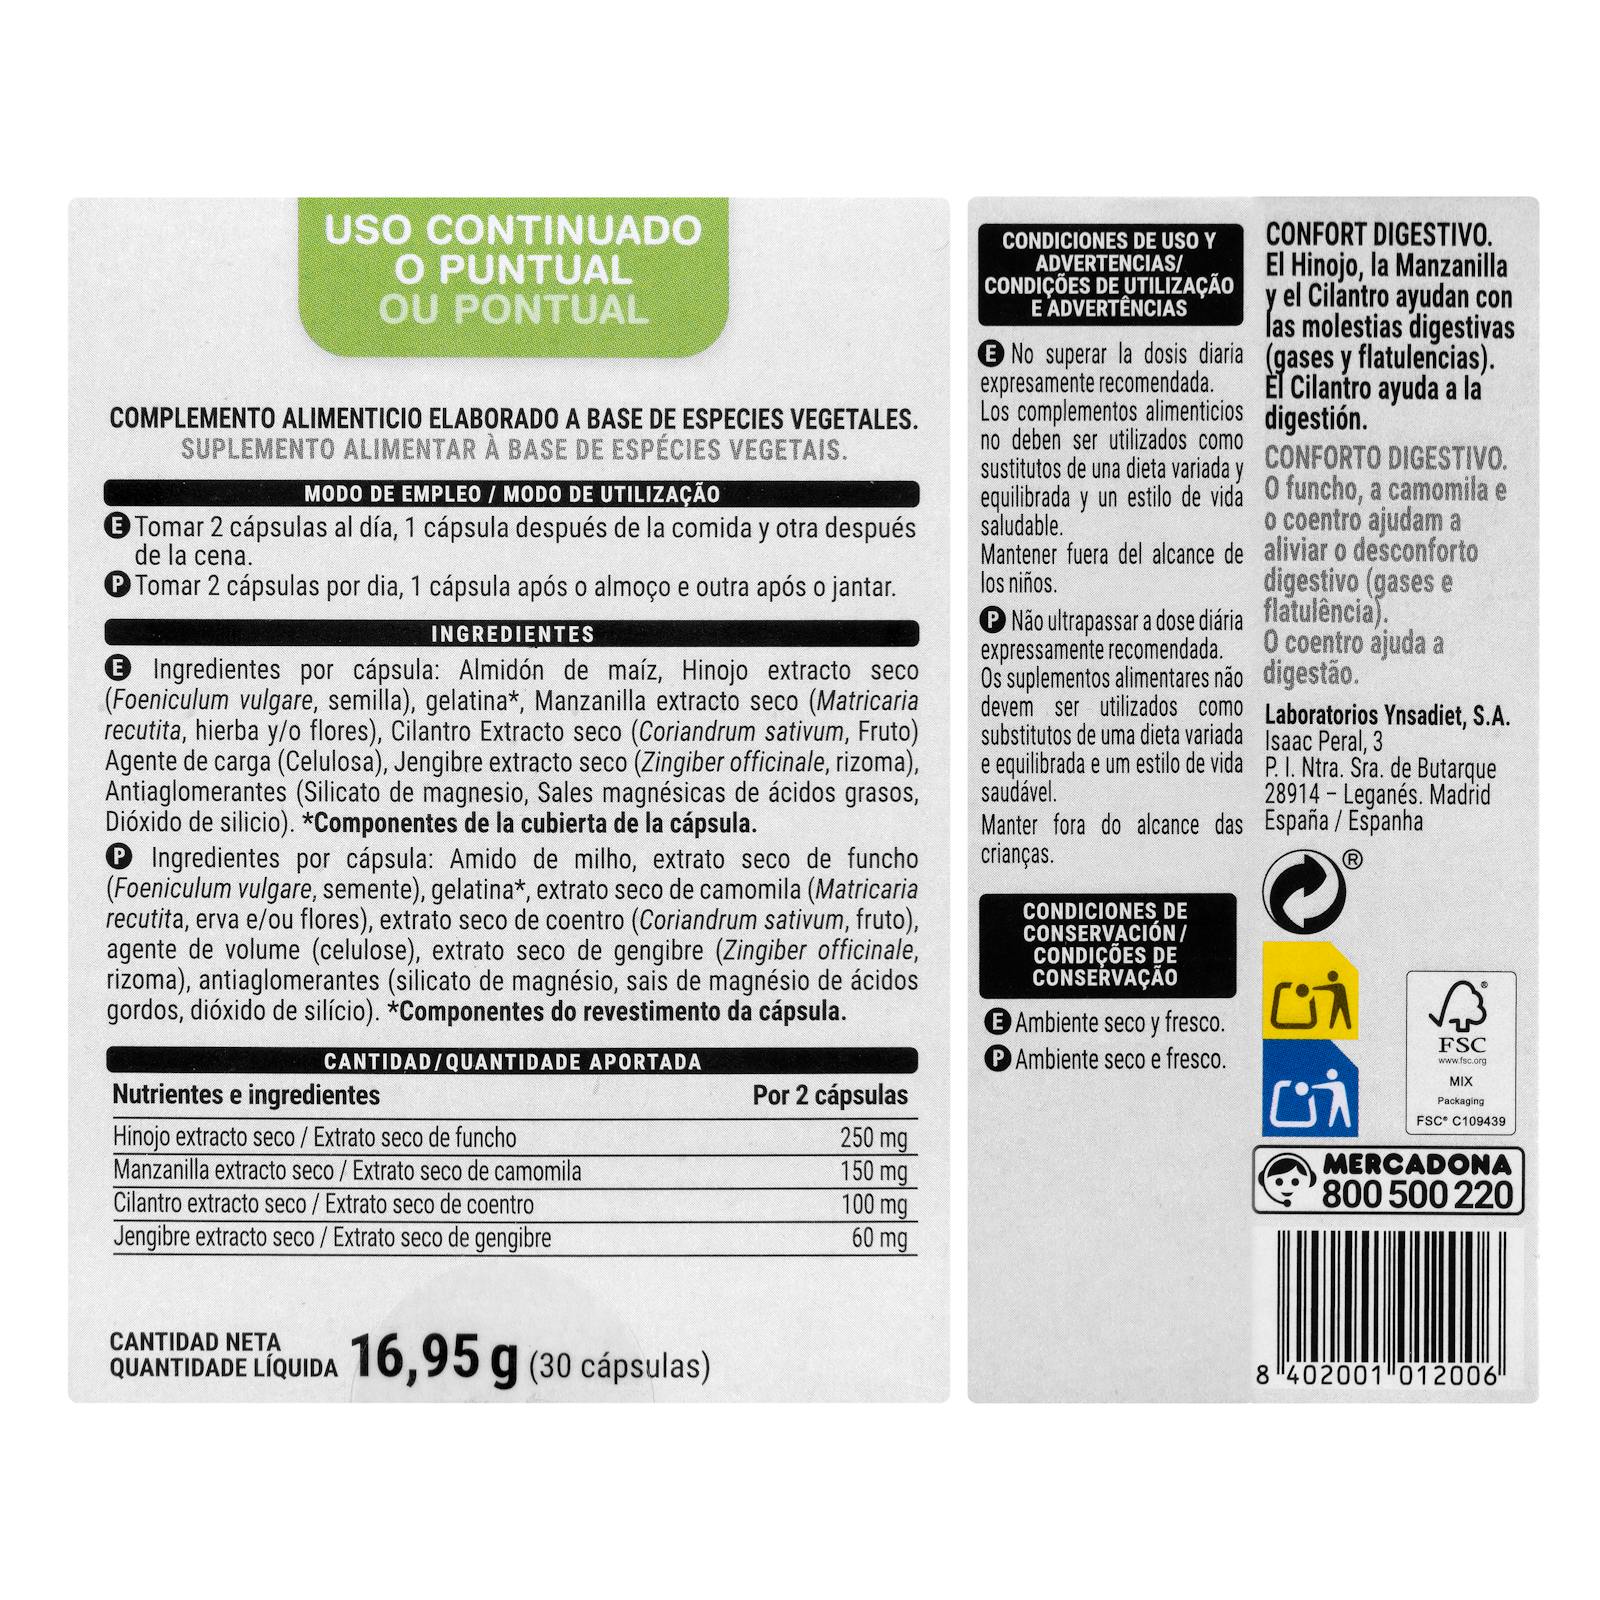 USO CONTINUADO
O PUNTUAL
OU PONTUAL
COMPLEMENTO ALIMENTICIO ELABORADO A BASE DE ESPECIES VEGETALES.
SUPLEMENTO ALIMENTAR À BASE DE ESPÉCIES VEGETAIS.
MODO DE EMPLEO / MODO DE UTILIZAÇÃO
E Tomar 2 cápsulas al día, 1 cápsula después de la comida y otra después
de la cena.
P Tomar 2 cápsulas por dia, 1 cápsula após o almoço e outra após o jantar.
INGREDIENTES
E Ingredientes por cápsula: Almidón de maíz, Hinojo extracto seco
(Foeniculum vulgare, semilla), gelatina*, Manzanilla extracto seco (Matricaria
recutita, hierba y/o flores), Cilantro Extracto seco (Coriandrum sativum, Fruto)
Agente de carga (Celulosa), Jengibre extracto seco (Zingiber officinale, rizoma),
Antiaglomerantes (Silicato de magnesio, Sales magnésicas de ácidos grasos,
Dióxido de silicio). *Componentes de la cubierta de la cápsula.
P Ingredientes por cápsula: Amido de milho, extrato seco de funcho
(Foeniculum vulgare, semente), gelatina*, extrato seco de camomila (Matricaria
recutita, erva e/ou flores), extrato seco de coentro (Coriandrum sativum, fruto),
agente de volume (celulose), extrato seco de gengibre (Zingiber officinale,
rizoma), antiaglomerantes (silicato de magnésio, sais de magnésio de ácidos
gordos, dióxido de silício). *Componentes do revestimento da cápsula.
CANTIDAD/QUANTIDADE APORTADA
Nutrientes e ingredientes Por 2 cápsulas
Hinojo extracto seco / Extrato seco de funcho 250 mg
Manzanilla extracto seco / Extrato seco de camomila 150 mg
Cilantro extracto seco / Extrato seco de coentro 100 mg
Jengibre extracto seco / Extrato seco de gengibre 60 mg
CANTIDAD NETA
QUANTIDADE LÍQUIDA 16,95 g (30 cápsulas)
CONDICIONES DE USO Y
ADVERTENCIAS/
CONDIÇÕES DE UTILIZAÇÃO
E ADVERTÊNCIAS
E No superar la dosis diaria
expresamente recomendada.
Los complementos alimenticios
no deben ser utilizados como
sustitutos de una dieta variada y
equilibrada y un estilo de vida
saludable.
Mantener fuera del alcance de
los niños.
P Não ultrapassar a dose diária
expressamente recomendada.
Os suplementos alimentares não
devem ser utilizados como
substitutos de uma dieta variada
e equilibrada e um estilo de vida
saudável.
Manter fora do alcance das
crianças.
CONDICIONES DE
CONSERVACIÓN/
CONDIÇÕES DE
CONSERVAÇÃO
E Ambiente seco y fresco.
P Ambiente seco e fresco.
CONFORT DIGESTIVO.
El Hinojo, la Manzanilla
y el Cilantro ayudan con
las molestias digestivas
(gases y flatulencias).
El Cilantro ayuda a la
digestión.
CONFORTO DIGESTIVO.
O funcho, a camomila e
o coentro ajudam a
aliviar o desconforto
digestivo (gases e
flatulência).
O coentro ajuda a
digestão.
Laboratorios Ynsadiet, S.A.
Isaac Peral, 3
P. I. Ntra. Sra. de Butarque
28914 – Leganés. Madrid
España / Espanha
®
FSC®
www.fsc.org
MIX
Packaging
FSC® C109439
MERCADONA
800 500 220
8 402001 012006